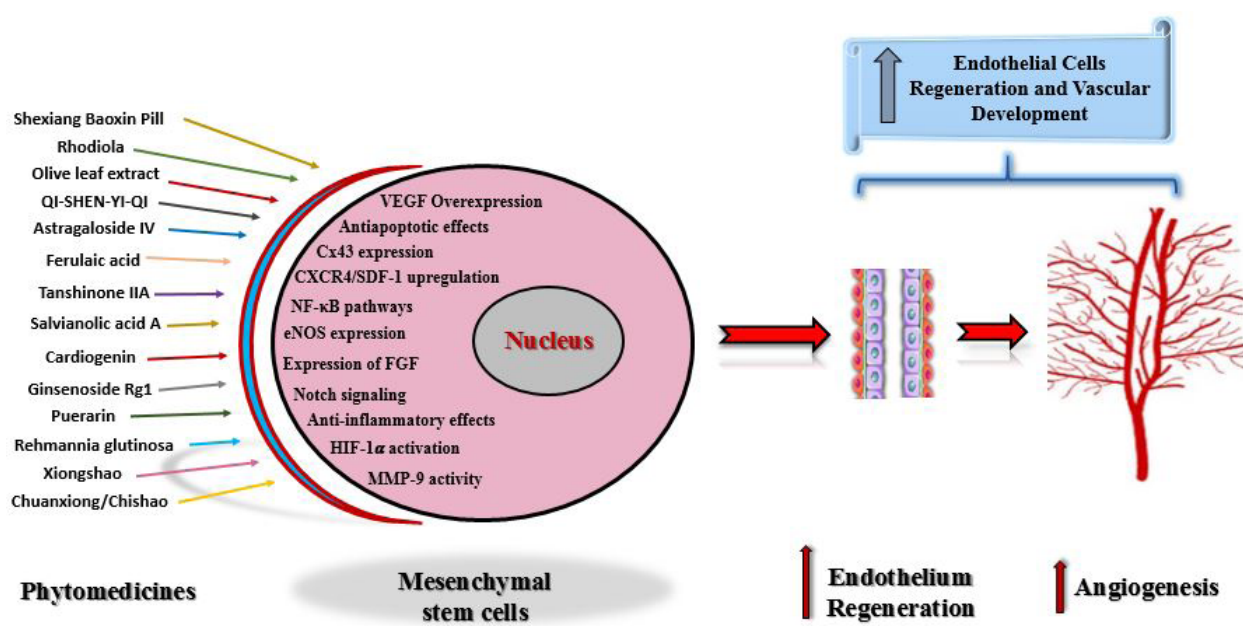 Endothelial Cells
Regeneration and Vascular
Development
Shexiang Baoxin Pill
Rhodiola
Olive leaf extract
QI-SHEN-YI-QI
Astragaloside IV
Ferulaic acid
Tanshinone IIA
Salvianolic acid A
Cardiogenin
Ginsenoside Rg1
Puerarin
Rehmannia glutinosa
Xiongshao
Chuanxiong/Chishao
VEGF Overexpression
Antiapoptotic effects
Cx43 expression
CXCR4/SDF-1 upregulation
NF-κB pathways
eNOS expression
Expression of FGF
Notch signaling
Anti-inflammatory effects
HIF-1α activation
MMP-9 activity
Nucleus
Phytomedicines
Mesenchymal
stem cells
Endothelium
Regeneration
Angiogenesis